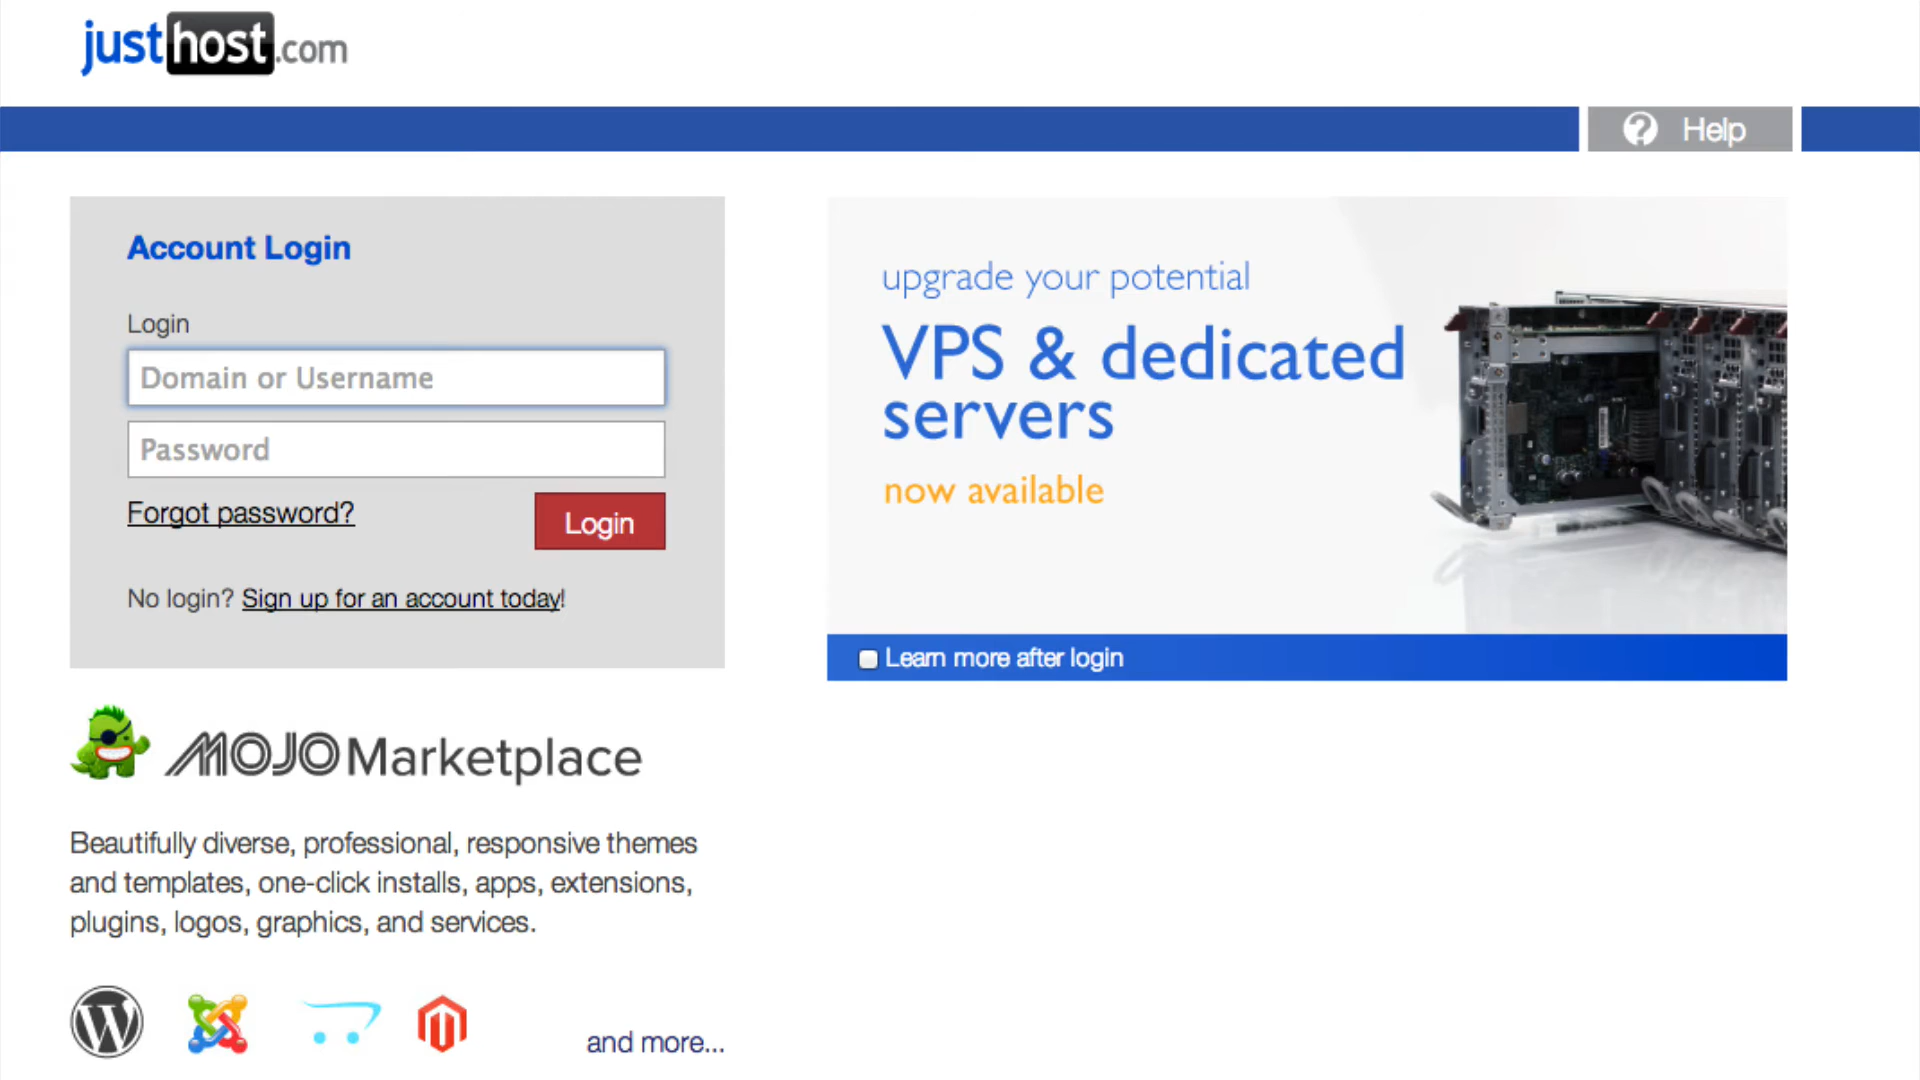 justhost.com
Help
Account Login
Login
Domain or Username
Password
Forgot password?
Login
No login? Sign up for an account today!
upgrade your potential
VPS & dedicated
servers
now available
Learn more after login
MOJO Marketplace
Beautifully diverse, professional, responsive themes
and templates, one-click installs, apps, extensions,
plugins, logos, graphics, and services.
and more...